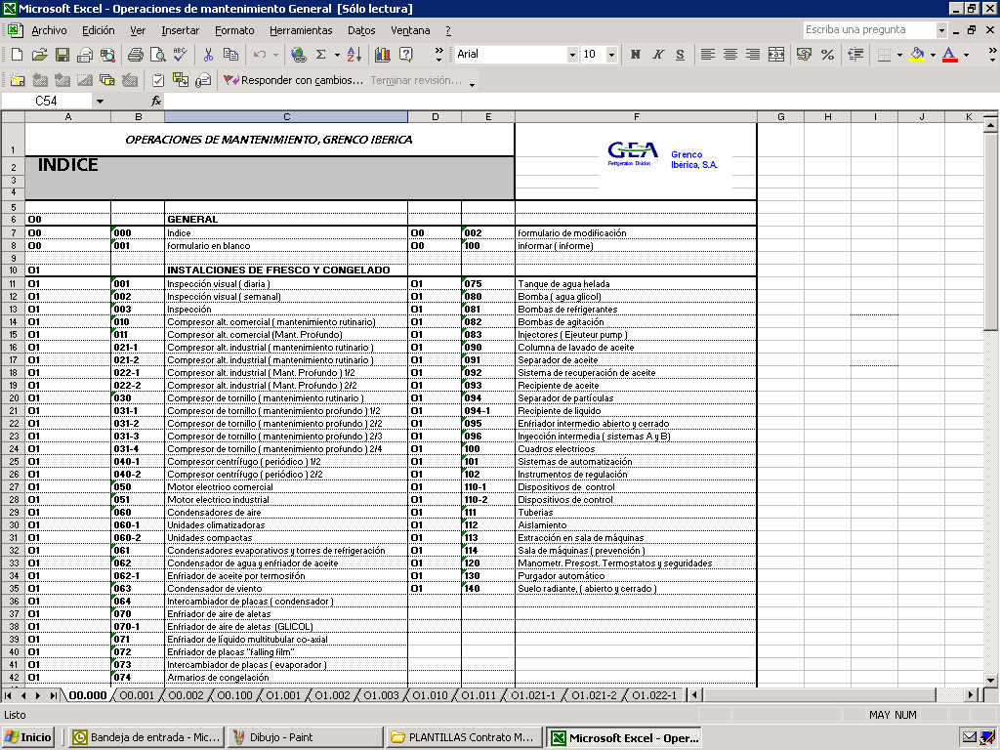 Microsoft Excel - Operaciones de mantenimiento General [Sólo lectura]
Archivo Edición Ver Insertar Formato Herramientas Datos Ventana ? Escriba una pregunta
Arial 10 N K S
Responder con cambios... Terminar revisión...
C54 fx
A B C D E F G H I J K
1 OPERACIONES DE MANTENIMIENTO, GRENCO IBERICA
GEA Refrigeration Division Grenco Ibérica, S.A.
2 INDICE
3
4
5
6 O0 GENERAL
7 O0 000 Indice O0 002 formulario de modificación
8 O0 001 formulario en blanco O0 100 informar ( informe)
9
10 O1 INSTALCIONES DE FRESCO Y CONGELADO
11 O1 001 Inspección visual ( diaria ) O1 075 Tanque de agua helada
12 O1 002 Inspección visual ( semanal) O1 080 Bomba ( agua glicol)
13 O1 003 Inspección O1 081 Bombas de refrigerantes
14 O1 010 Compresor alt. comercial ( mantenimiento rutinario) O1 082 Bombas de agitación
15 O1 011 Compresor alt. comercial (Mant. Profundo) O1 083 Injectores ( Ejeuteur pump )
16 O1 021-1 Compresor alt. industrial ( mantenimiento rutinario ) O1 090 Columna de lavado de aceite
17 O1 021-2 Compresor alt. industrial ( mantenimiento rutinario ) O1 091 Separador de aceite
18 O1 022-1 Compresor alt. industrial ( Mant. Profundo ) 1/2 O1 092 Sistema de recuperación de aceite
19 O1 022-2 Compresor alt. industrial ( Mant. Profundo ) 2/2 O1 093 Recipiente de aceite
20 O1 030 Compresor de tornillo ( mantenimiento rutinario ) O1 094 Separador de partículas
21 O1 031-1 Compresor de tornillo ( mantenimiento profundo ) 1/2 O1 094-1 Recipiente de liquido
22 O1 031-2 Compresor de tornillo ( mantenimiento profundo ) 2/2 O1 095 Enfriador intermedio abierto y cerrado
23 O1 031-3 Compresor de tornillo ( mantenimiento profundo ) 2/3 O1 096 Inyección intermedia ( sistemas A y B)
24 O1 031-4 Compresor de tornillo ( mantenimiento profundo ) 2/4 O1 100 Cuadros electricos
25 O1 040-1 Compresor centrífugo ( periódico ) 1/2 O1 101 Sistemas de automatización
26 O1 040-2 Compresor centrífugo ( periódico ) 2/2 O1 102 Instrumentos de regulación
27 O1 050 Motor electrico comercial O1 110-1 Dispositivos de control
28 O1 051 Motor electrico industrial O1 110-2 Dispositivos de control
29 O1 060 Condensadores de aire O1 111 Tuberias
30 O1 060-1 Unidades climatizadoras O1 112 Aislamiento
31 O1 060-2 Unidades compactas O1 113 Extracción en sala de máquinas
32 O1 061 Condensadores evaporativos y torres de refrigeración O1 114 Sala de máquinas ( prevención )
33 O1 062 Condensador de agua y enfriador de aceite O1 120 Manometr. Presost. Termostatos y seguridades
34 O1 062-1 Enfriador de aceite por termosifón O1 130 Purgador automático
35 O1 063 Condensador de viento O1 140 Suelo radiante, ( abierto y cerrado )
36 O1 064 Intercambiador de placas ( condensador )
37 O1 070 Enfriador de aire de aletas
38 O1 070-1 Enfriador de aire de aletas (GLICOL)
39 O1 071 Enfriador de líquido multitubular co-axial
40 O1 072 Enfriador de placas "falling film"
41 O1 073 Intercambiador de placas ( evaporador )
42 O1 074 Armarios de congelación
O0.000 O0.001 O0.002 O0.100 O1.001 O1.002 O1.003 O1.010 O1.011 O1.021-1 O1.021-2 O1.022-1
Listo MAY NUM
Inicio Bandeja de entrada - Mic... Dibujo - Paint PLANTILLAS Contrato M... Microsoft Excel - Oper...